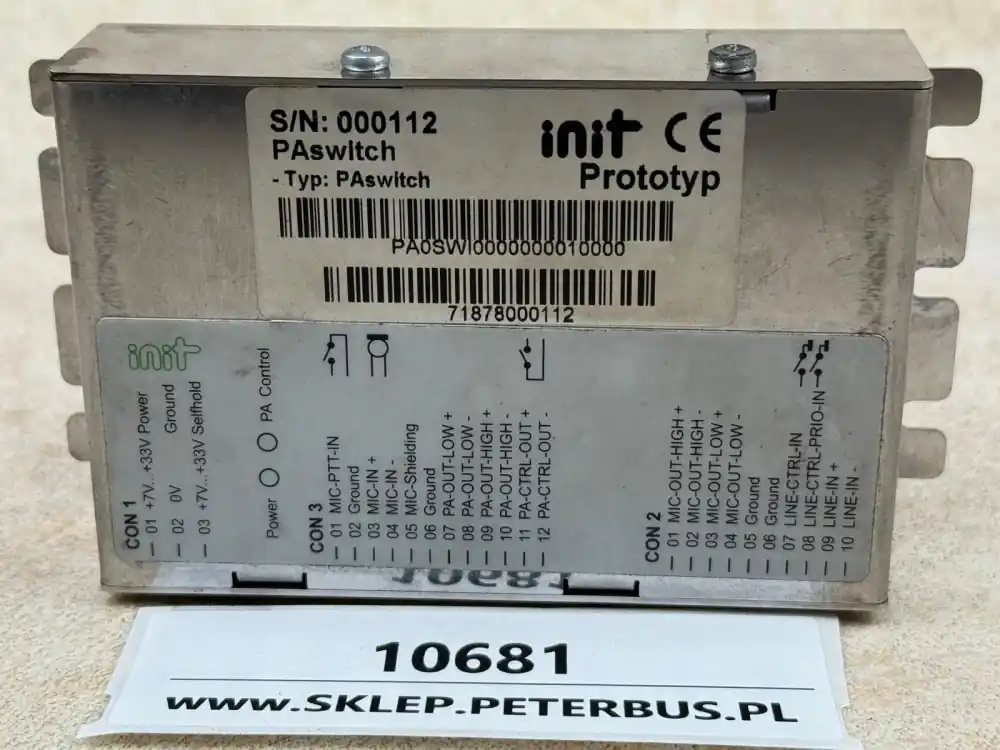 S/N: 000112
PAswitch
- Typ: PAswitch
init CE
Prototyp
PA0SWI0000000010000
71878000112
init
CON 1
01 +7V...+33V Power
02 0V Ground
03 +7V...+33V Selfhold
Power
PA Control
CON 3
01 MIC-PTT-IN
02 Ground
03 MIC-IN +
04 MIC-IN -
05 MIC-Shielding
06 Ground
07 PA-OUT-LOW +
08 PA-OUT-LOW -
09 PA-OUT-HIGH +
10 PA-OUT-HIGH -
11 PA-CTRL-OUT +
12 PA-CTRL-OUT -
CON 2
01 MIC-OUT-HIGH +
02 MIC-OUT-HIGH -
03 MIC-OUT-LOW +
04 MIC-OUT-LOW -
05 Ground
06 Ground
07 LINE-CTRL-IN
08 LINE-CTRL-PRIO-IN
09 LINE-IN +
10 LINE-IN -
10681
www.SKLEP.PETERBUS.PL